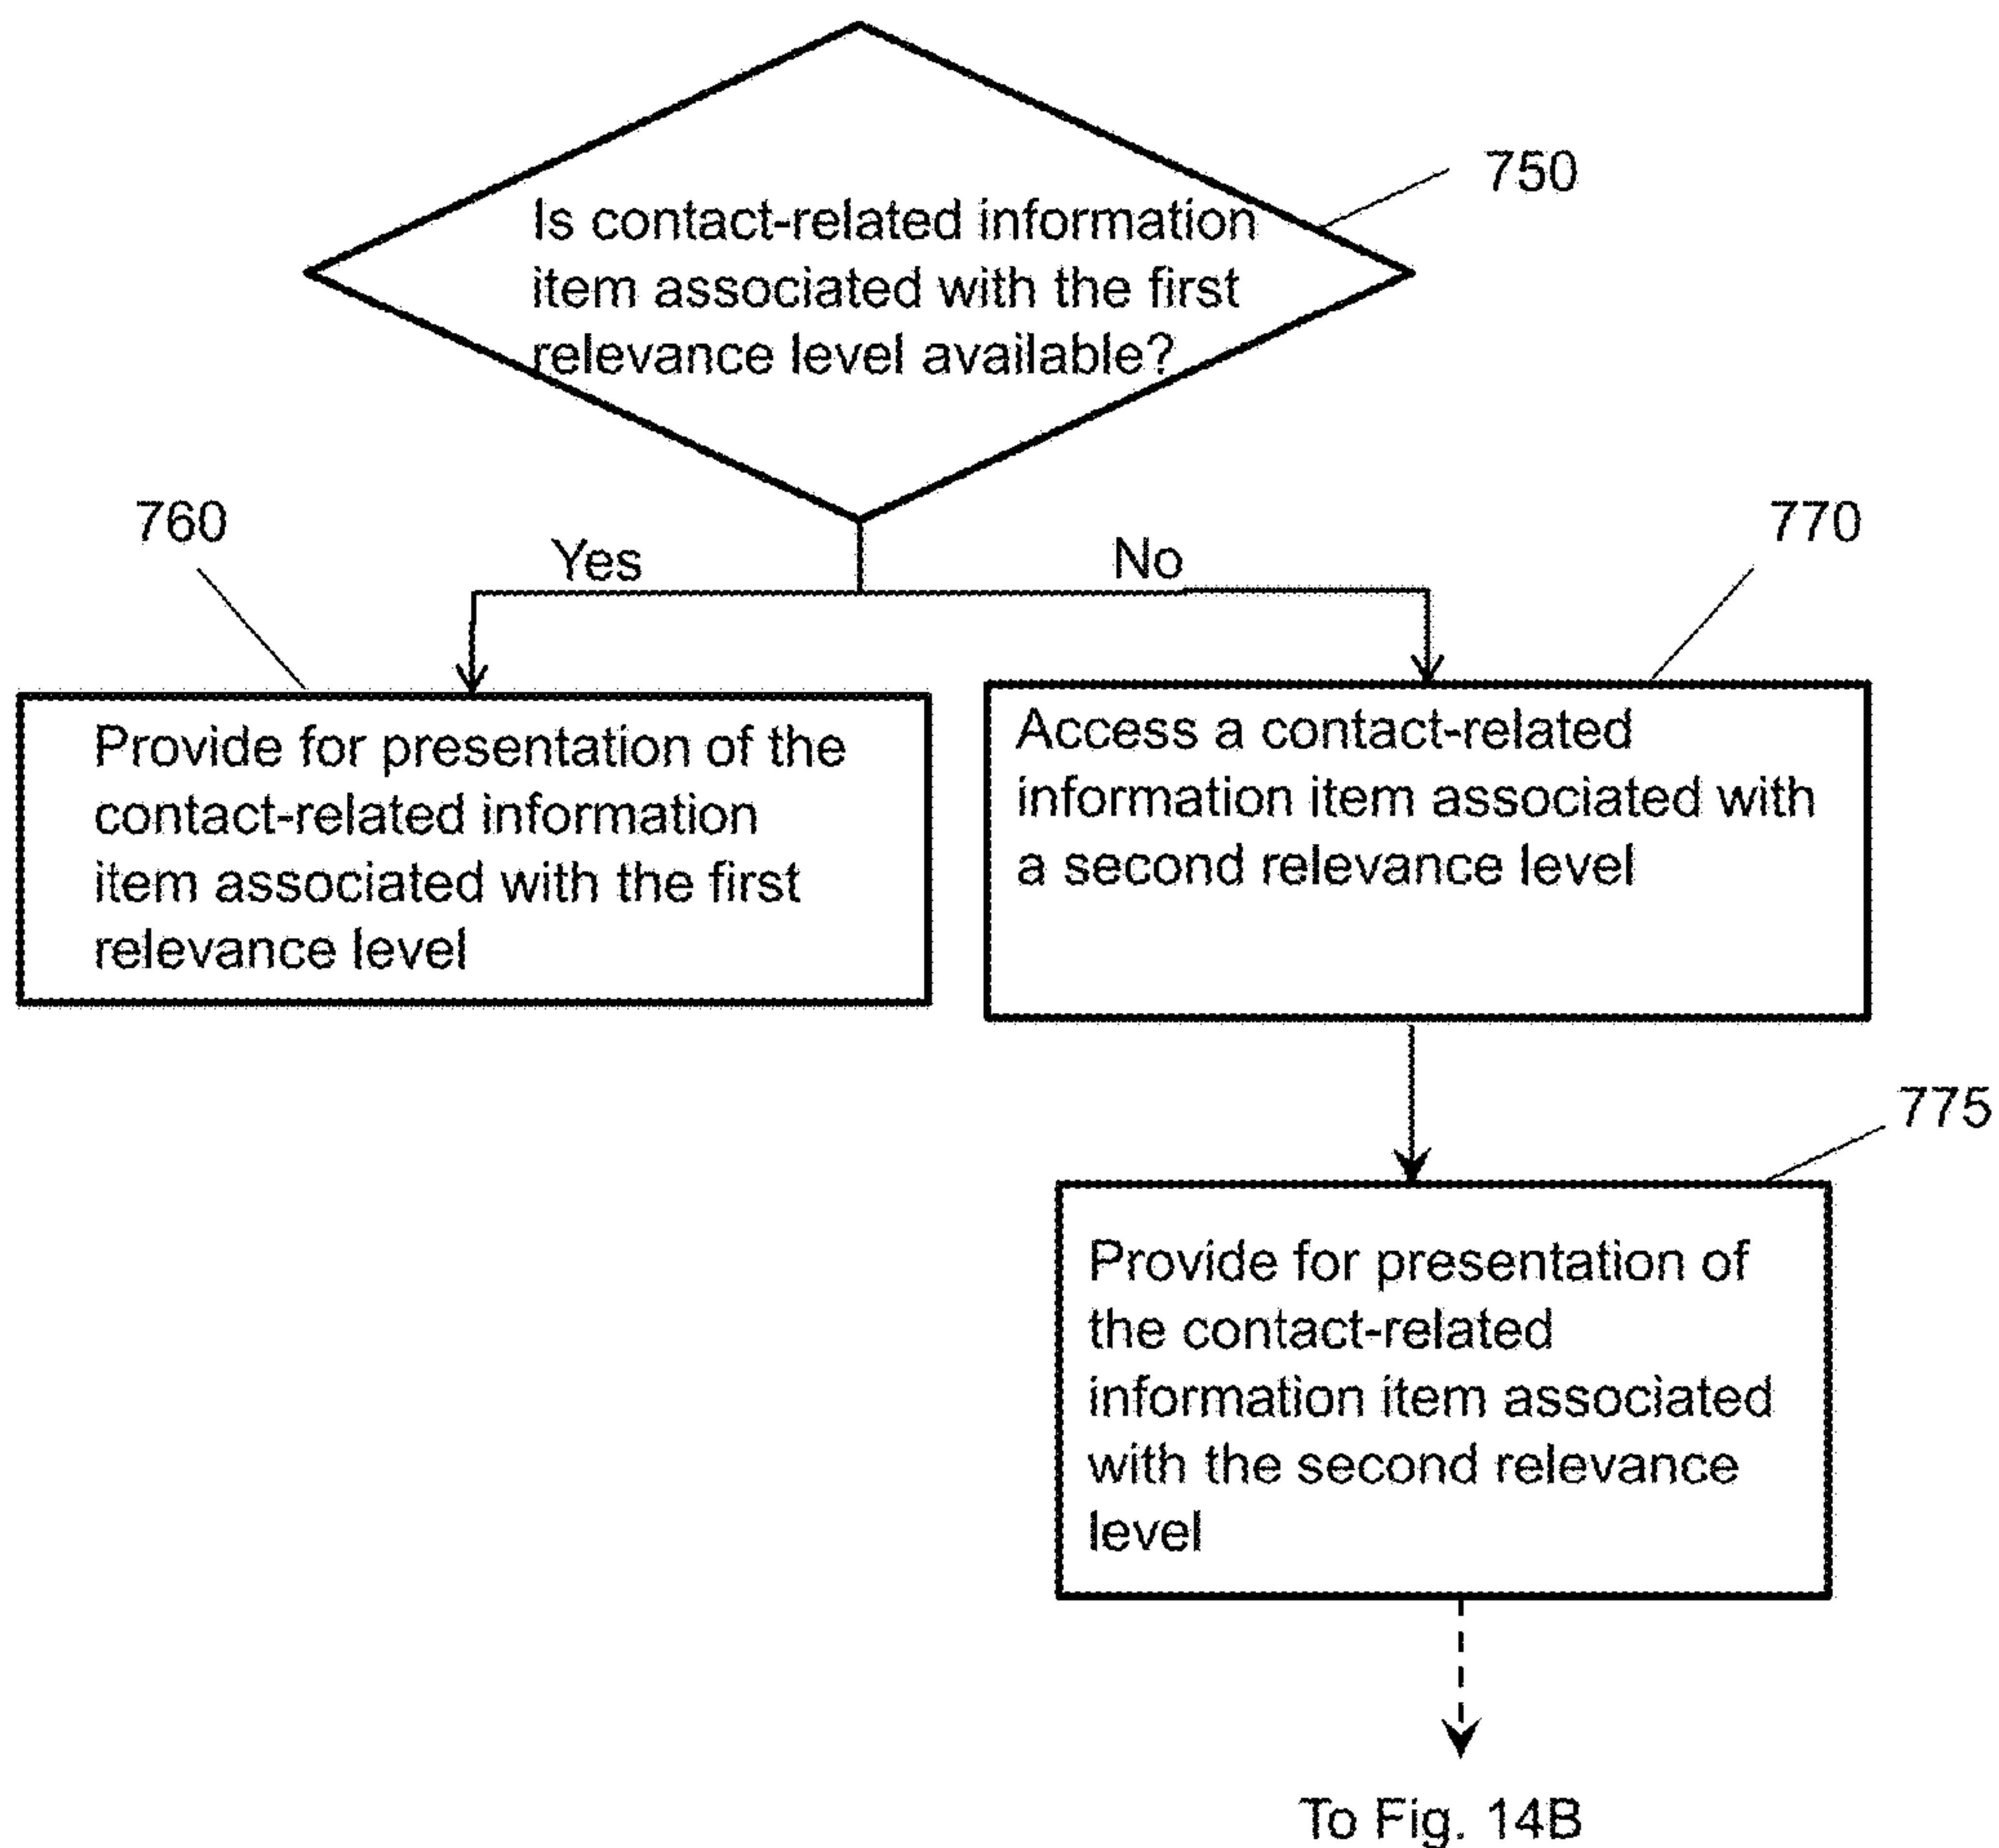 750
Is contact-related information
item associated with the first
relevance level available?
760
770
Yes
No
Provide for presentation of the
contact-related information
item associated with the first
relevance level
Access a contact-related
information item associated with
a second relevance level
775
Provide for presentation of
the contact-related
information item associated
with the second relevance
level
To Fig. 14B